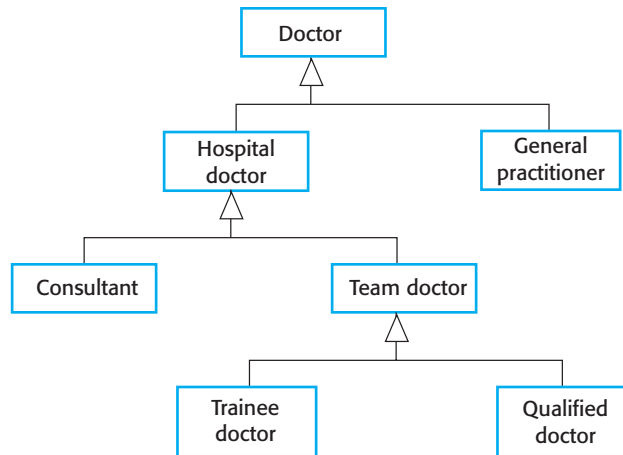 Doctor
Hospital
doctor
General
practitioner
Consultant
Team doctor
Trainee
doctor
Qualified
doctor